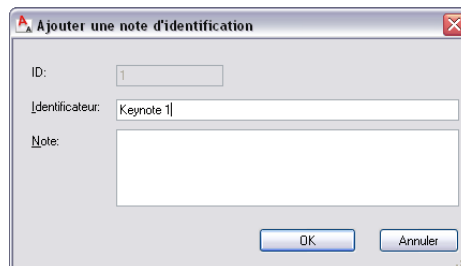 Ajouter une note d'identification
ID: 1
Identificateur: Keynote 1
Note:
OK Annuler